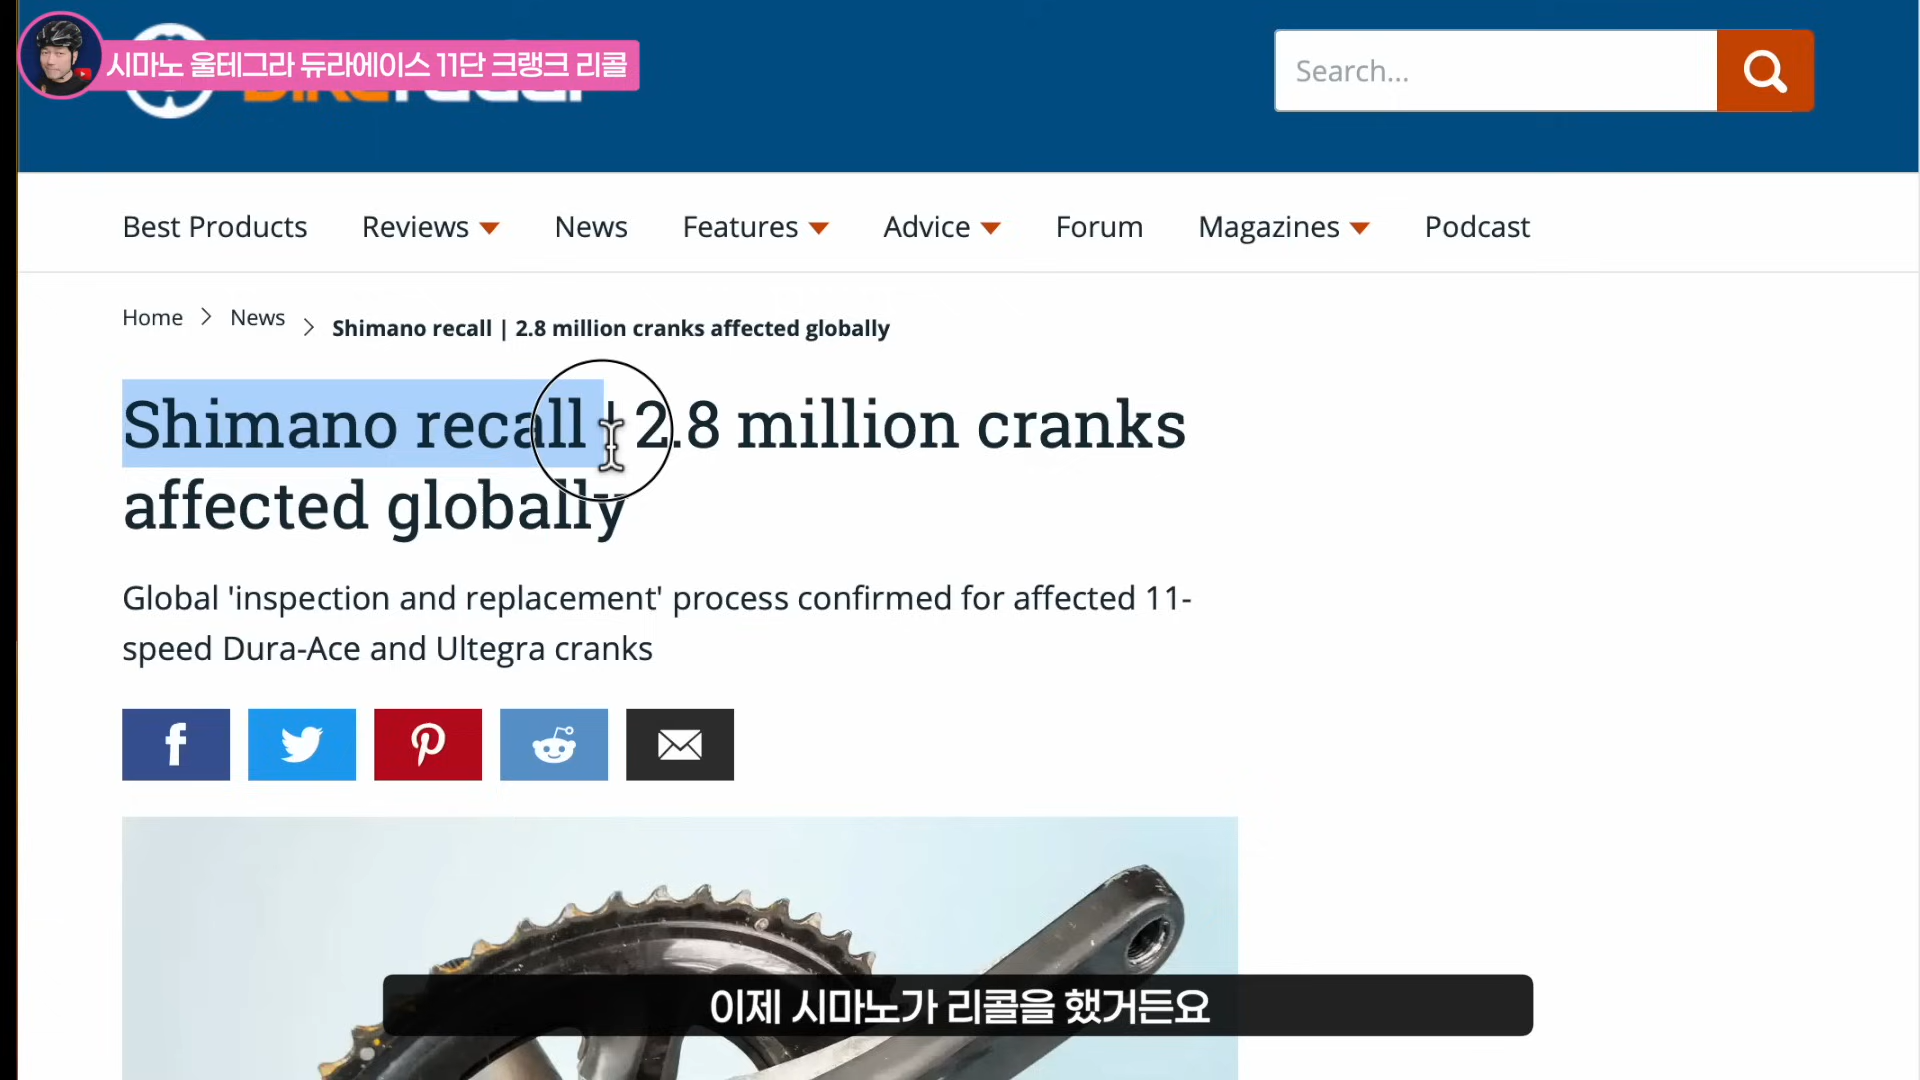 시마노 울테그라 듀라에이스 11단 크랭크 리콜
Search...
Best Products Reviews News Features Advice Forum Magazines Podcast
Home News Shimano recall | 2.8 million cranks affected globally
Shimano recall | 2.8 million cranks
affected globally
Global 'inspection and replacement' process confirmed for affected 11-
speed Dura-Ace and Ultegra cranks
이제 시마노가 리콜을 했거든요